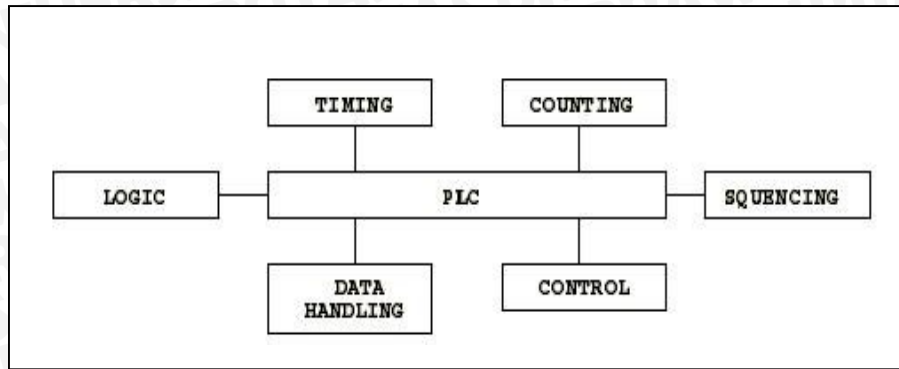 TIMING
COUNTING
LOGIC
PLC
SQUENCING
DATA
HANDLING
CONTROL